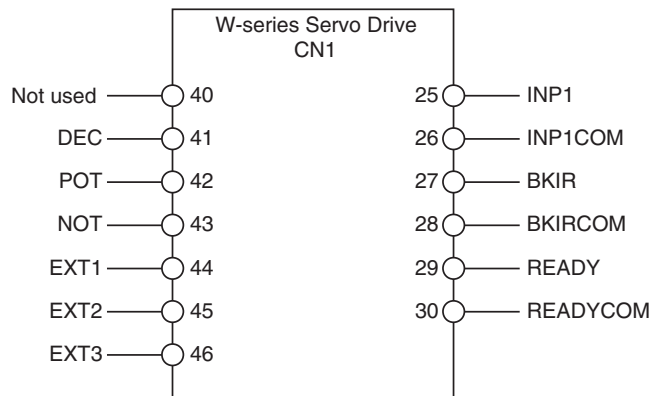 W-series Servo Drive
CN1
Not used 40 25 INP1
DEC 41 26 INP1COM
POT 42 27 BKIR
NOT 43 28 BKIRCOM
EXT1 44 29 READY
EXT2 45 30 READYCOM
EXT3 46